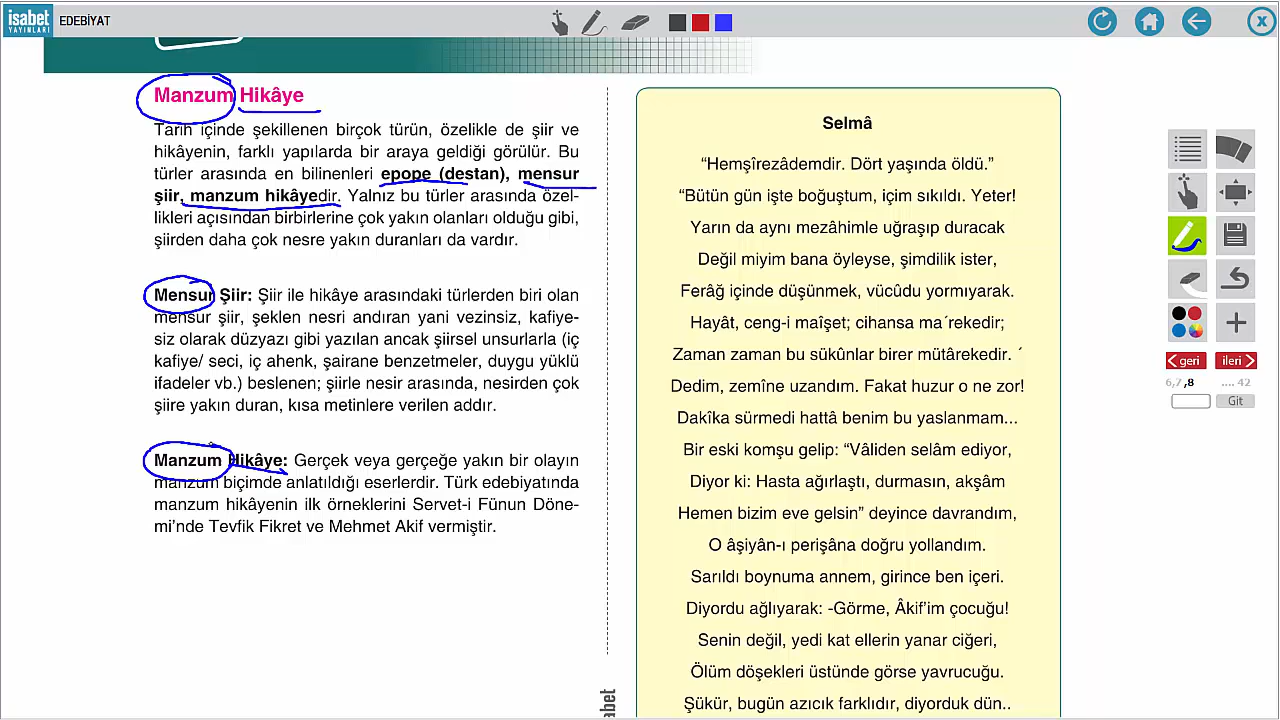 isabet
YAYINLARI
EDEBİYAT
Manzum Hikâye
Tarih içinde şekillenen birçok türün, özelikle de şiir ve
hikâyenin, farklı yapılarda bir araya geldiği görülür. Bu
türler arasında en bilinenleri epope (destan), mensur
şiir, manzum hikâyedir. Yalnız bu türler arasında özel-
likleri açısından birbirlerine çok yakın olanları olduğu gibi,
şiirden daha çok nesre yakın duranları da vardır.
Mensur Şiir: Şiir ile hikâye arasındaki türlerden biri olan
mensur şiir, şeklen nesri andıran yani vezinsiz, kafiye-
siz olarak düzyazı gibi yazılan ancak şiirsel unsurlarla (iç
kafiye/ seci, iç ahenk, şairane benzetmeler, duygu yüklü
ifadeler vb.) beslenen; şiirle nesir arasında, nesirden çok
şiire yakın duran, kısa metinlere verilen addır.
Manzum Hikâye: Gerçek veya gerçeğe yakın bir olayın
manzum biçimde anlatıldığı eserlerdir. Türk edebiyatında
manzum hikâyenin ilk örneklerini Servet-i Fünun Döne-
mi’nde Tevfik Fikret ve Mehmet Akif vermiştir.
Selmâ
“Hemşîrezâdemdir. Dört yaşında öldü.”
“Bütün gün işte boğuştum, içim sıkıldı. Yeter!
Yarın da aynı mezâhimle uğraşıp duracak
Değil miyim bana öyleyse, şimdilik ister,
Ferâğ içinde düşünmek, vücûdu yormıyarak.
Hayât, ceng-i maîşet; cihansa ma´rekedir;
Zaman zaman bu sükûnlar birer mütârekedir. ´
Dedim, zemîne uzandım. Fakat huzur o ne zor!
Dakîka sürmedi hattâ benim bu yaslanmam...
Bir eski komşu gelip: “Vâliden selâm ediyor,
Diyor ki: Hasta ağırlaştı, durmasın, akşâm
Hemen bizim eve gelsin” deyince davrandım,
O âşiyân-ı perişâna doğru yollandım.
Sarıldı boynuma annem, girince ben içeri.
Diyordu ağlıyarak: -Görme, Âkif’im çocuğu!
Senin değil, yedi kat ellerin yanar ciğeri,
Ölüm döşekleri üstünde görse yavrucuğu.
Şükür, bugün azıcık farklıdır, diyorduk dün..
abet
geri
ileri
6,7,8
.... 42
Git